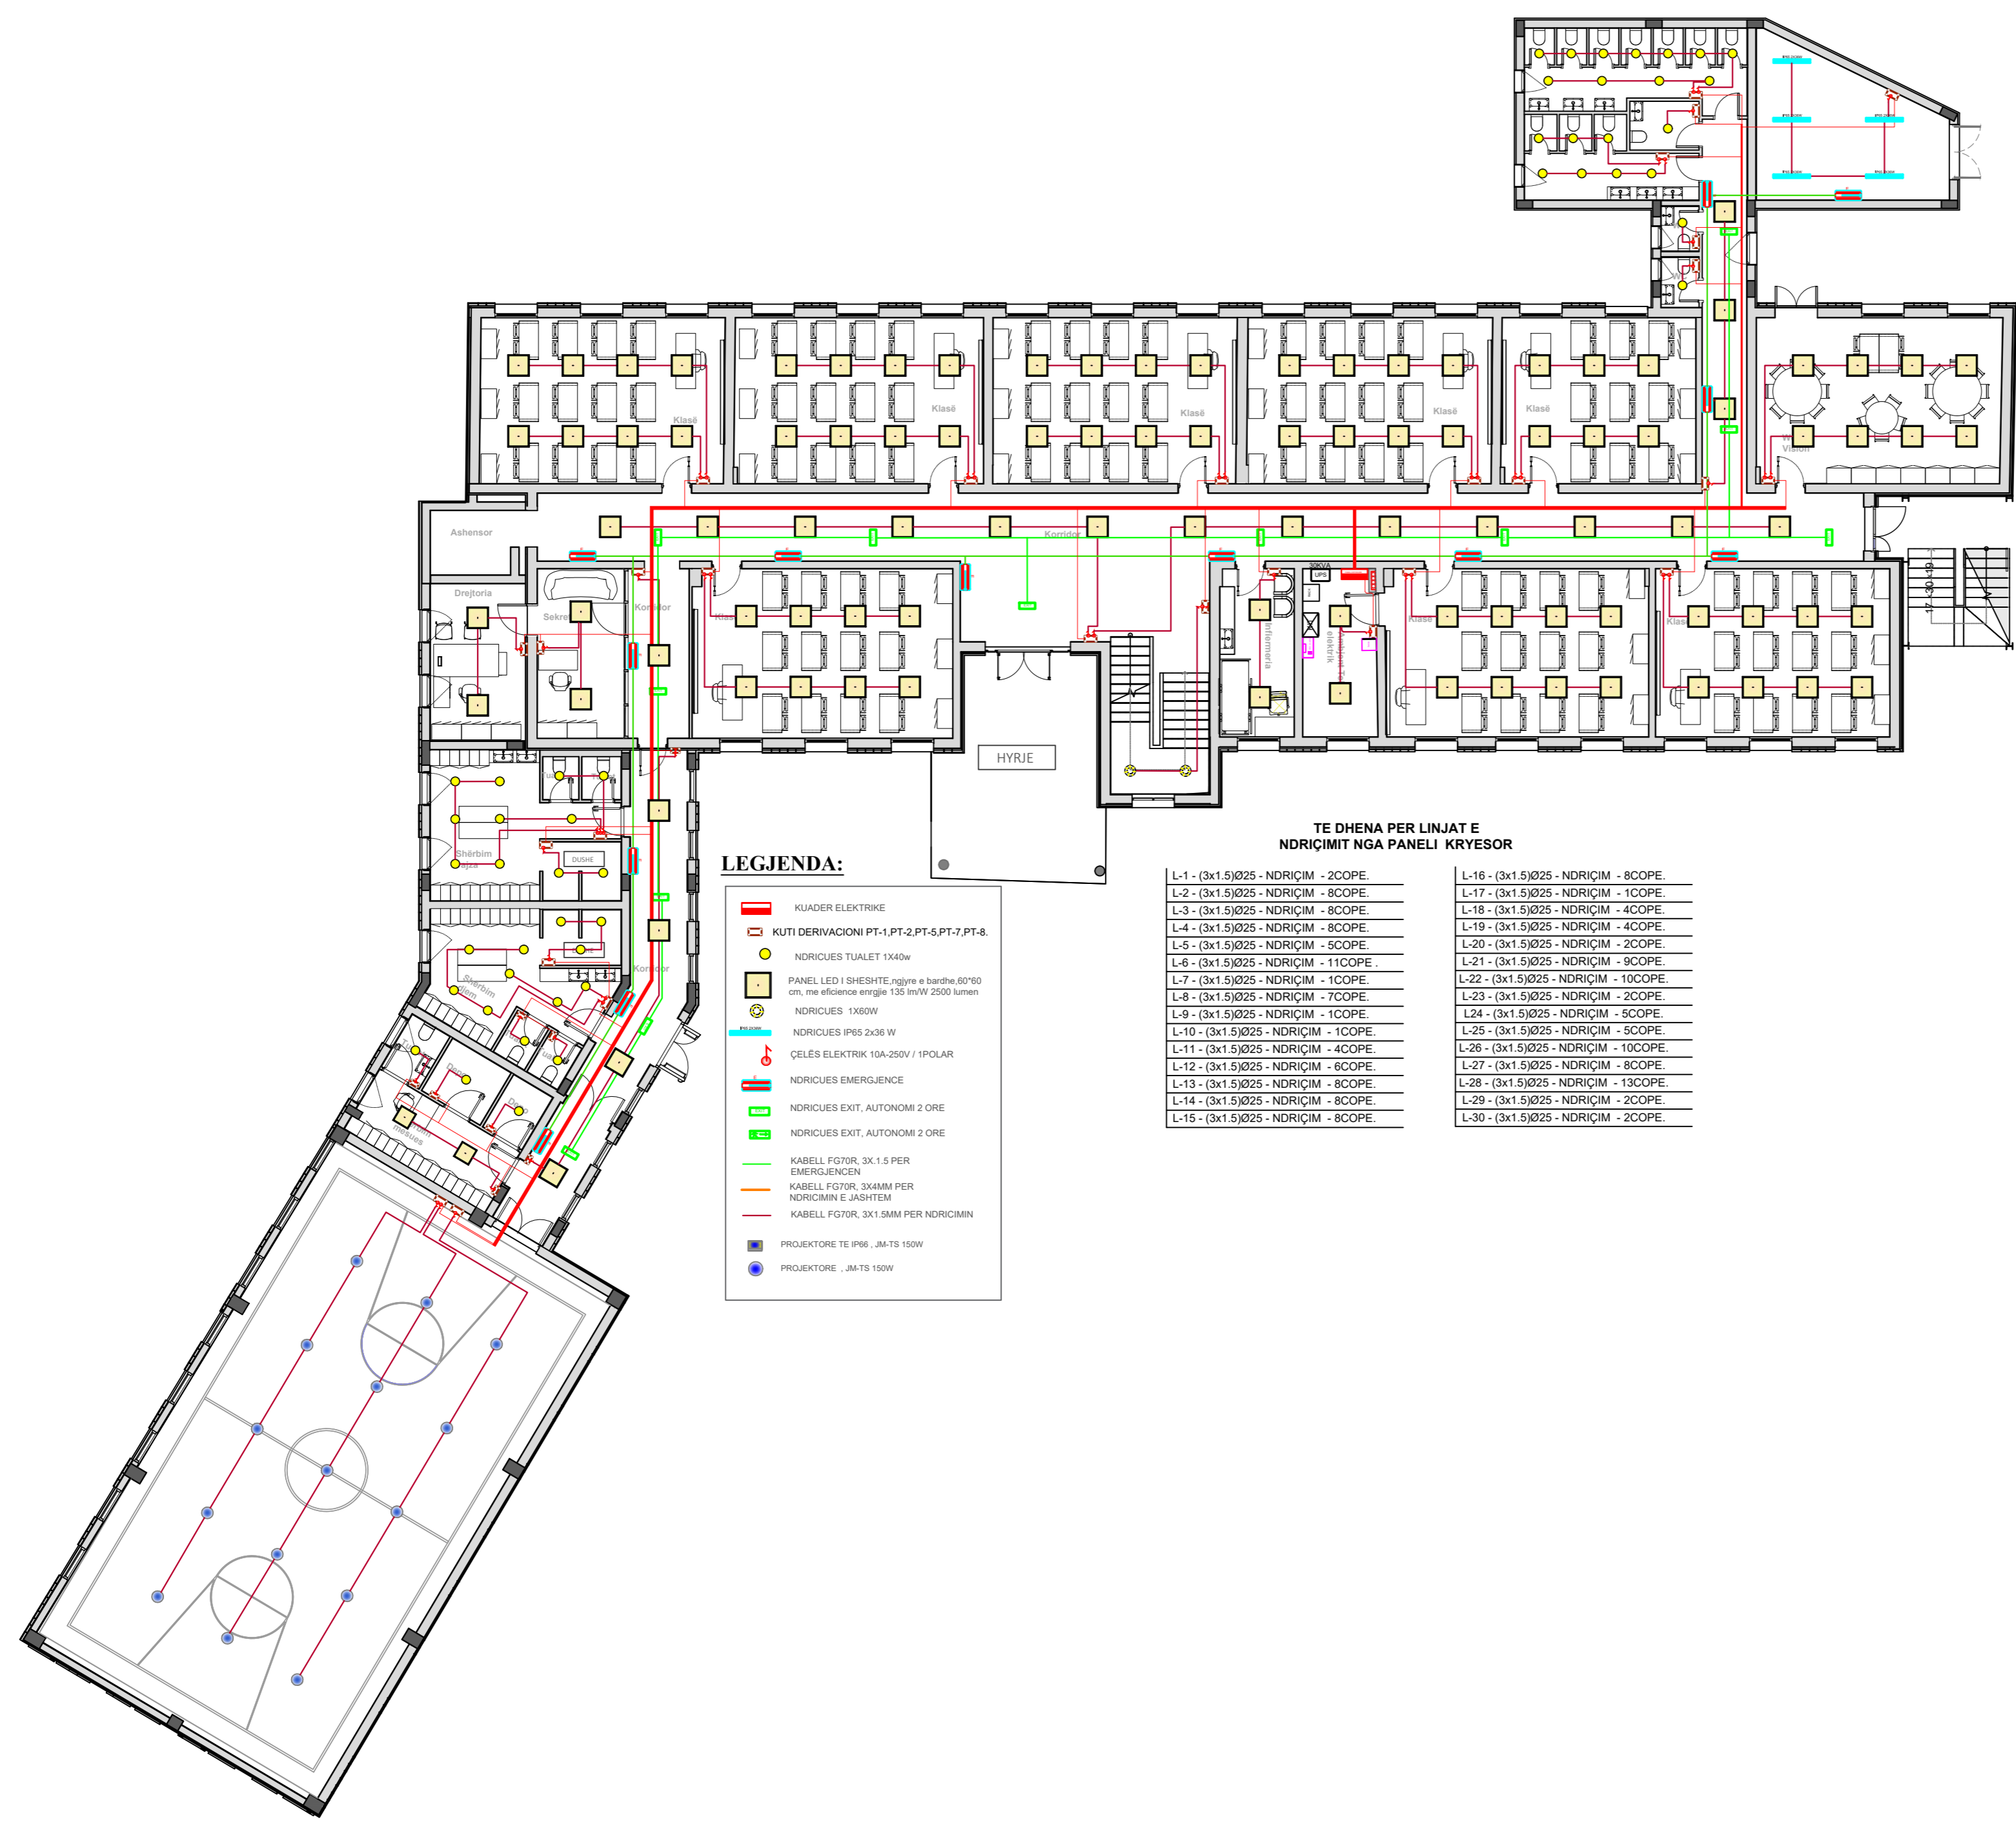 Klasë
Klasë
Klasë
Klasë
Klasë
Ashensor
Korridor
Drejtoria
Korridor
30KVA
UPS
Infiermeria
elektrik
Klasë
17×30×19
HYRJE
Shërbim
DUSHE
Korridor
Shërbim
djem
mesues
LEGJENDA:
KUADER ELEKTRIKE
KUTI DERIVACIONI PT-1,PT-2,PT-5,PT-7,PT-8.
NDRICUES TUALET 1X40w
PANEL LED I SHESHTE,ngjyre e bardhe,60*60
cm, me eficience enrgjie 135 lm/W 2500 lumen
NDRICUES 1X60W
NDRICUES IP65 2x36 W
ÇELËS ELEKTRIK 10A-250V / 1POLAR
NDRICUES EMERGJENCE
NDRICUES EXIT, AUTONOMI 2 ORE
NDRICUES EXIT, AUTONOMI 2 ORE
KABELL FG70R, 3X.1.5 PER
EMERGJENCEN
KABELL FG70R, 3X4MM PER
NDRICIMIN E JASHTEM
KABELL FG70R, 3X1.5MM PER NDRICIMIN
PROJEKTORE TE IP66 , JM-TS 150W
PROJEKTORE , JM-TS 150W
TE DHENA PER LINJAT E
NDRIÇIMIT NGA PANELI KRYESOR
L-1 - (3x1.5)Ø25 - NDRIÇIM - 2COPE.
L-2 - (3x1.5)Ø25 - NDRIÇIM - 8COPE.
L-3 - (3x1.5)Ø25 - NDRIÇIM - 8COPE.
L-4 - (3x1.5)Ø25 - NDRIÇIM - 8COPE.
L-5 - (3x1.5)Ø25 - NDRIÇIM - 5COPE.
L-6 - (3x1.5)Ø25 - NDRIÇIM - 11COPE .
L-7 - (3x1.5)Ø25 - NDRIÇIM - 1COPE.
L-8 - (3x1.5)Ø25 - NDRIÇIM - 7COPE.
L-9 - (3x1.5)Ø25 - NDRIÇIM - 1COPE.
L-10 - (3x1.5)Ø25 - NDRIÇIM - 1COPE.
L-11 - (3x1.5)Ø25 - NDRIÇIM - 4COPE.
L-12 - (3x1.5)Ø25 - NDRIÇIM - 6COPE.
L-13 - (3x1.5)Ø25 - NDRIÇIM - 8COPE.
L-14 - (3x1.5)Ø25 - NDRIÇIM - 8COPE.
L-15 - (3x1.5)Ø25 - NDRIÇIM - 8COPE.
L-16 - (3x1.5)Ø25 - NDRIÇIM - 8COPE.
L-17 - (3x1.5)Ø25 - NDRIÇIM - 1COPE.
L-18 - (3x1.5)Ø25 - NDRIÇIM - 4COPE.
L-19 - (3x1.5)Ø25 - NDRIÇIM - 4COPE.
L-20 - (3x1.5)Ø25 - NDRIÇIM - 2COPE.
L-21 - (3x1.5)Ø25 - NDRIÇIM - 9COPE.
L-22 - (3x1.5)Ø25 - NDRIÇIM - 10COPE.
L-23 - (3x1.5)Ø25 - NDRIÇIM - 2COPE.
L24 - (3x1.5)Ø25 - NDRIÇIM - 5COPE.
L-25 - (3x1.5)Ø25 - NDRIÇIM - 5COPE.
L-26 - (3x1.5)Ø25 - NDRIÇIM - 10COPE.
L-27 - (3x1.5)Ø25 - NDRIÇIM - 8COPE.
L-28 - (3x1.5)Ø25 - NDRIÇIM - 13COPE.
L-29 - (3x1.5)Ø25 - NDRIÇIM - 2COPE.
L-30 - (3x1.5)Ø25 - NDRIÇIM - 2COPE.